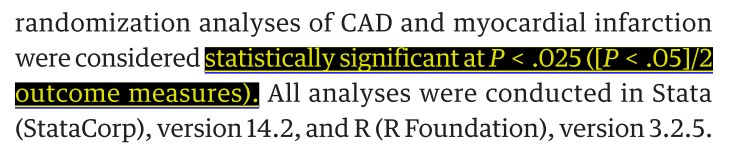 randomization analyses of CAD and myocardial infarction
were considered statistically significant at P < .025 ([P < .05]/2
outcome measures). All analyses were conducted in Stata
(StataCorp), version 14.2, and R (R Foundation), version 3.2.5.